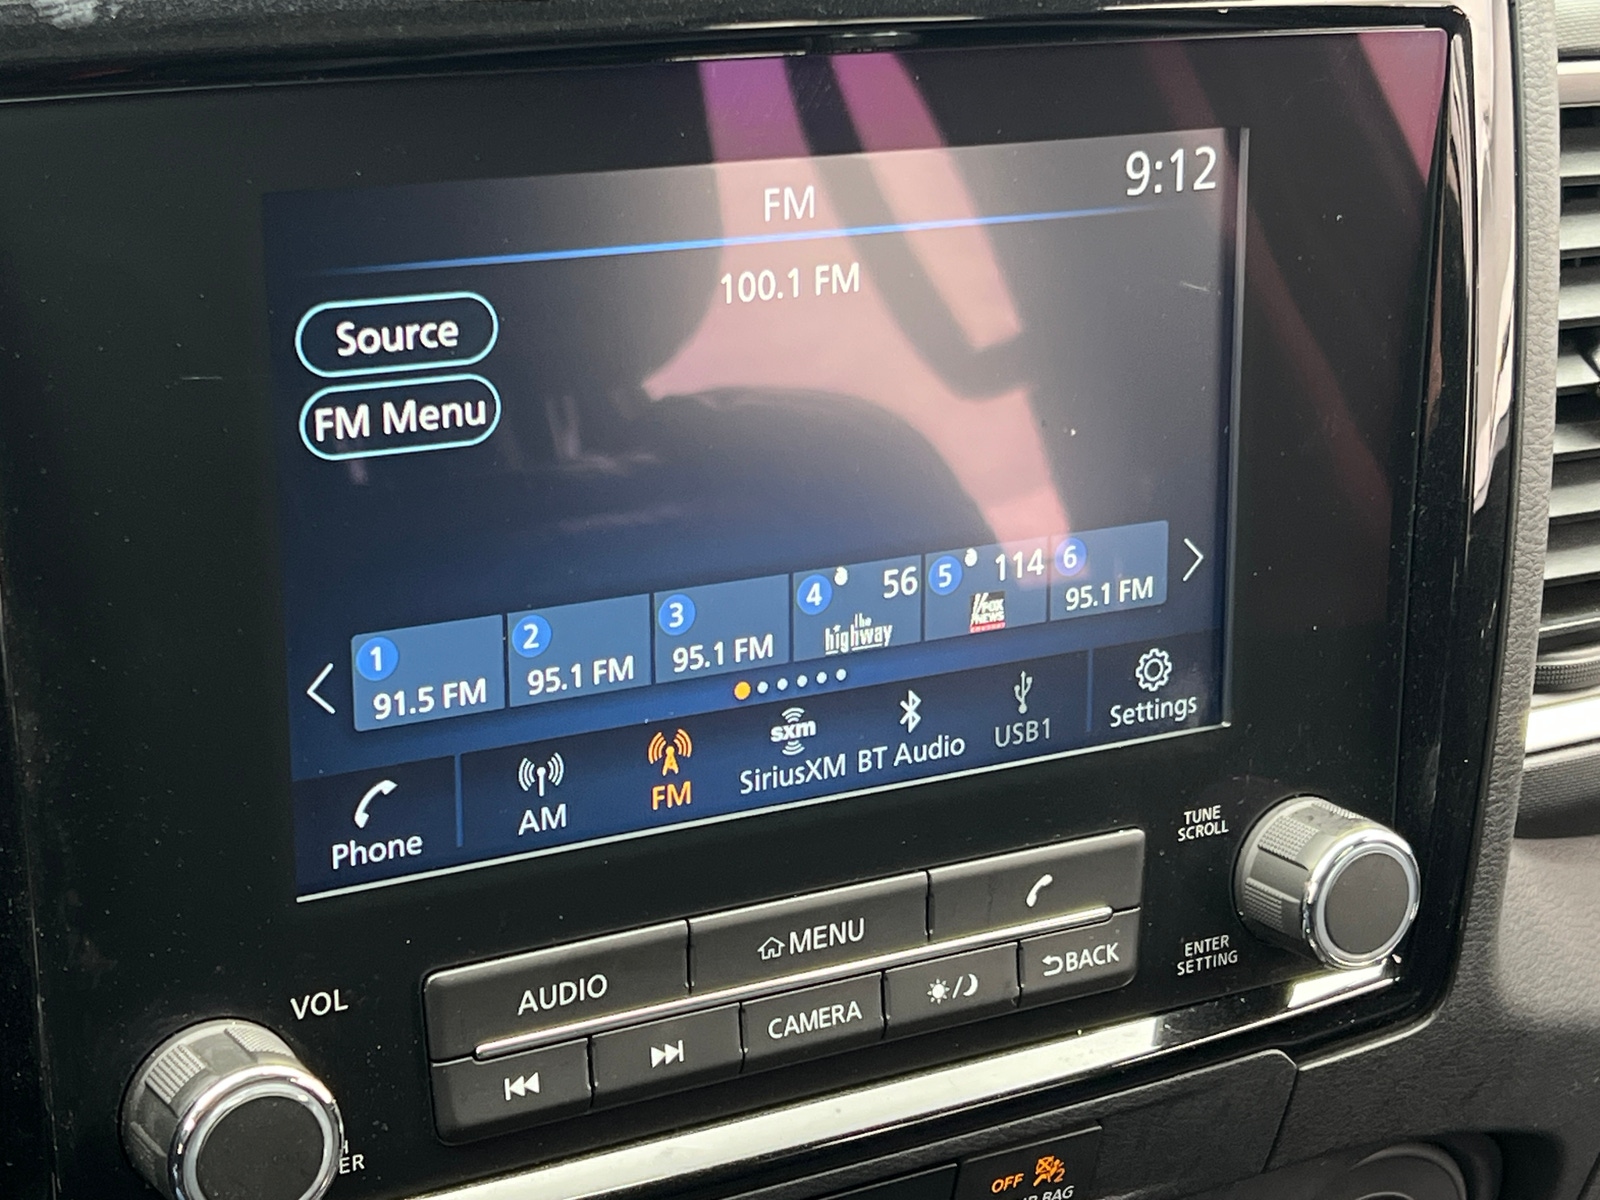 9:12
FM
100.1 FM
Source
FM Menu
1 91.5 FM
2 95.1 FM
3 95.1 FM
4 56 the highway
5 114 FOX NEWS
6 95.1 FM
Phone
AM
FM
sxm
SiriusXM
BT Audio
USB1
Settings
TUNE
SCROLL
AUDIO
MENU
CAMERA
BACK
ENTER
SETTING
VOL
OFF
BAG